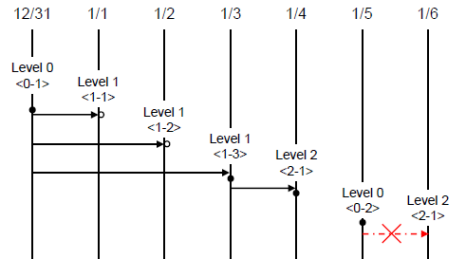 12/31 1/1 1/2 1/3 1/4 1/5 1/6
Level 0
<0-1>
Level 1
<1-1>
Level 1
<1-2>
Level 1
<1-3>
Level 2
<2-1>
Level 0
<0-2>
Level 2
<2-1>